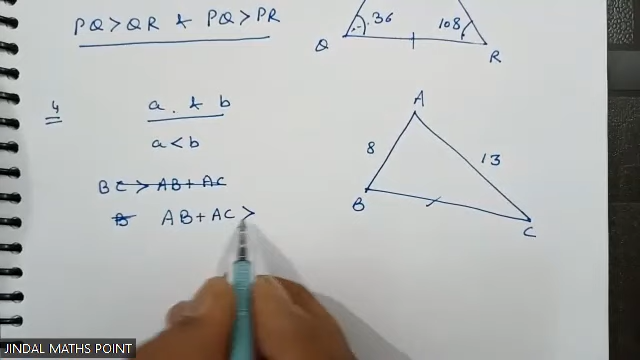 PQ > QR & PQ > PR
36
108
Q
R
4
a & b
a < b
A
8
13
BC > AB + AC
B
AB + AC >
B
C
JINDAL MATHS POINT